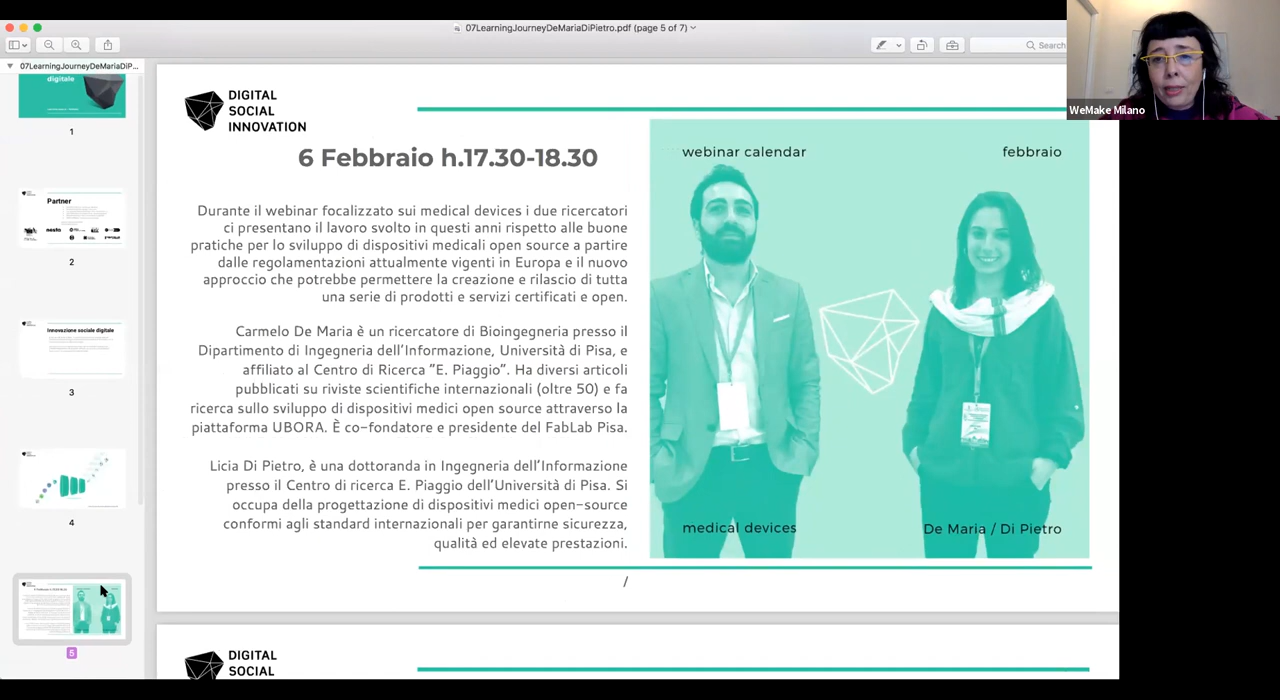 07LearningJourneyDeMariaDiPietro.pdf (page 5 of 7)
Search
07LearningJourneyDeMariaDiP...
digitale
1
Partner
nesta
2
Innovazione sociale digitale
3
4
5
DIGITAL
SOCIAL
INNOVATION
6 Febbraio h.17.30-18.30
Durante il webinar focalizzato sui medical devices i due ricercatori
ci presentano il lavoro svolto in questi anni rispetto alle buone
pratiche per lo sviluppo di dispositivi medicali open source a partire
dalle regolamentazioni attualmente vigenti in Europa e il nuovo
approccio che potrebbe permettere la creazione e rilascio di tutta
una serie di prodotti e servizi certificati e open.
Carmelo De Maria è un ricercatore di Bioingegneria presso il
Dipartimento di Ingegneria dell'Informazione, Università di Pisa, e
affiliato al Centro di Ricerca "E. Piaggio". Ha diversi articoli
pubblicati su riviste scientifiche internazionali (oltre 50) e fa
ricerca sullo sviluppo di dispositivi medici open source attraverso la
piattaforma UBORA. È co-fondatore e presidente del FabLab Pisa.
Licia Di Pietro, è una dottoranda in Ingegneria dell'Informazione
presso il Centro di ricerca E. Piaggio dell'Università di Pisa. Si
occupa della progettazione di dispositivi medici open-source
conformi agli standard internazionali per garantirne sicurezza,
qualità ed elevate prestazioni.
webinar calendar
febbraio
medical devices
De Maria / Di Pietro
/
DIGITAL
SOCIAL
WeMake Milano